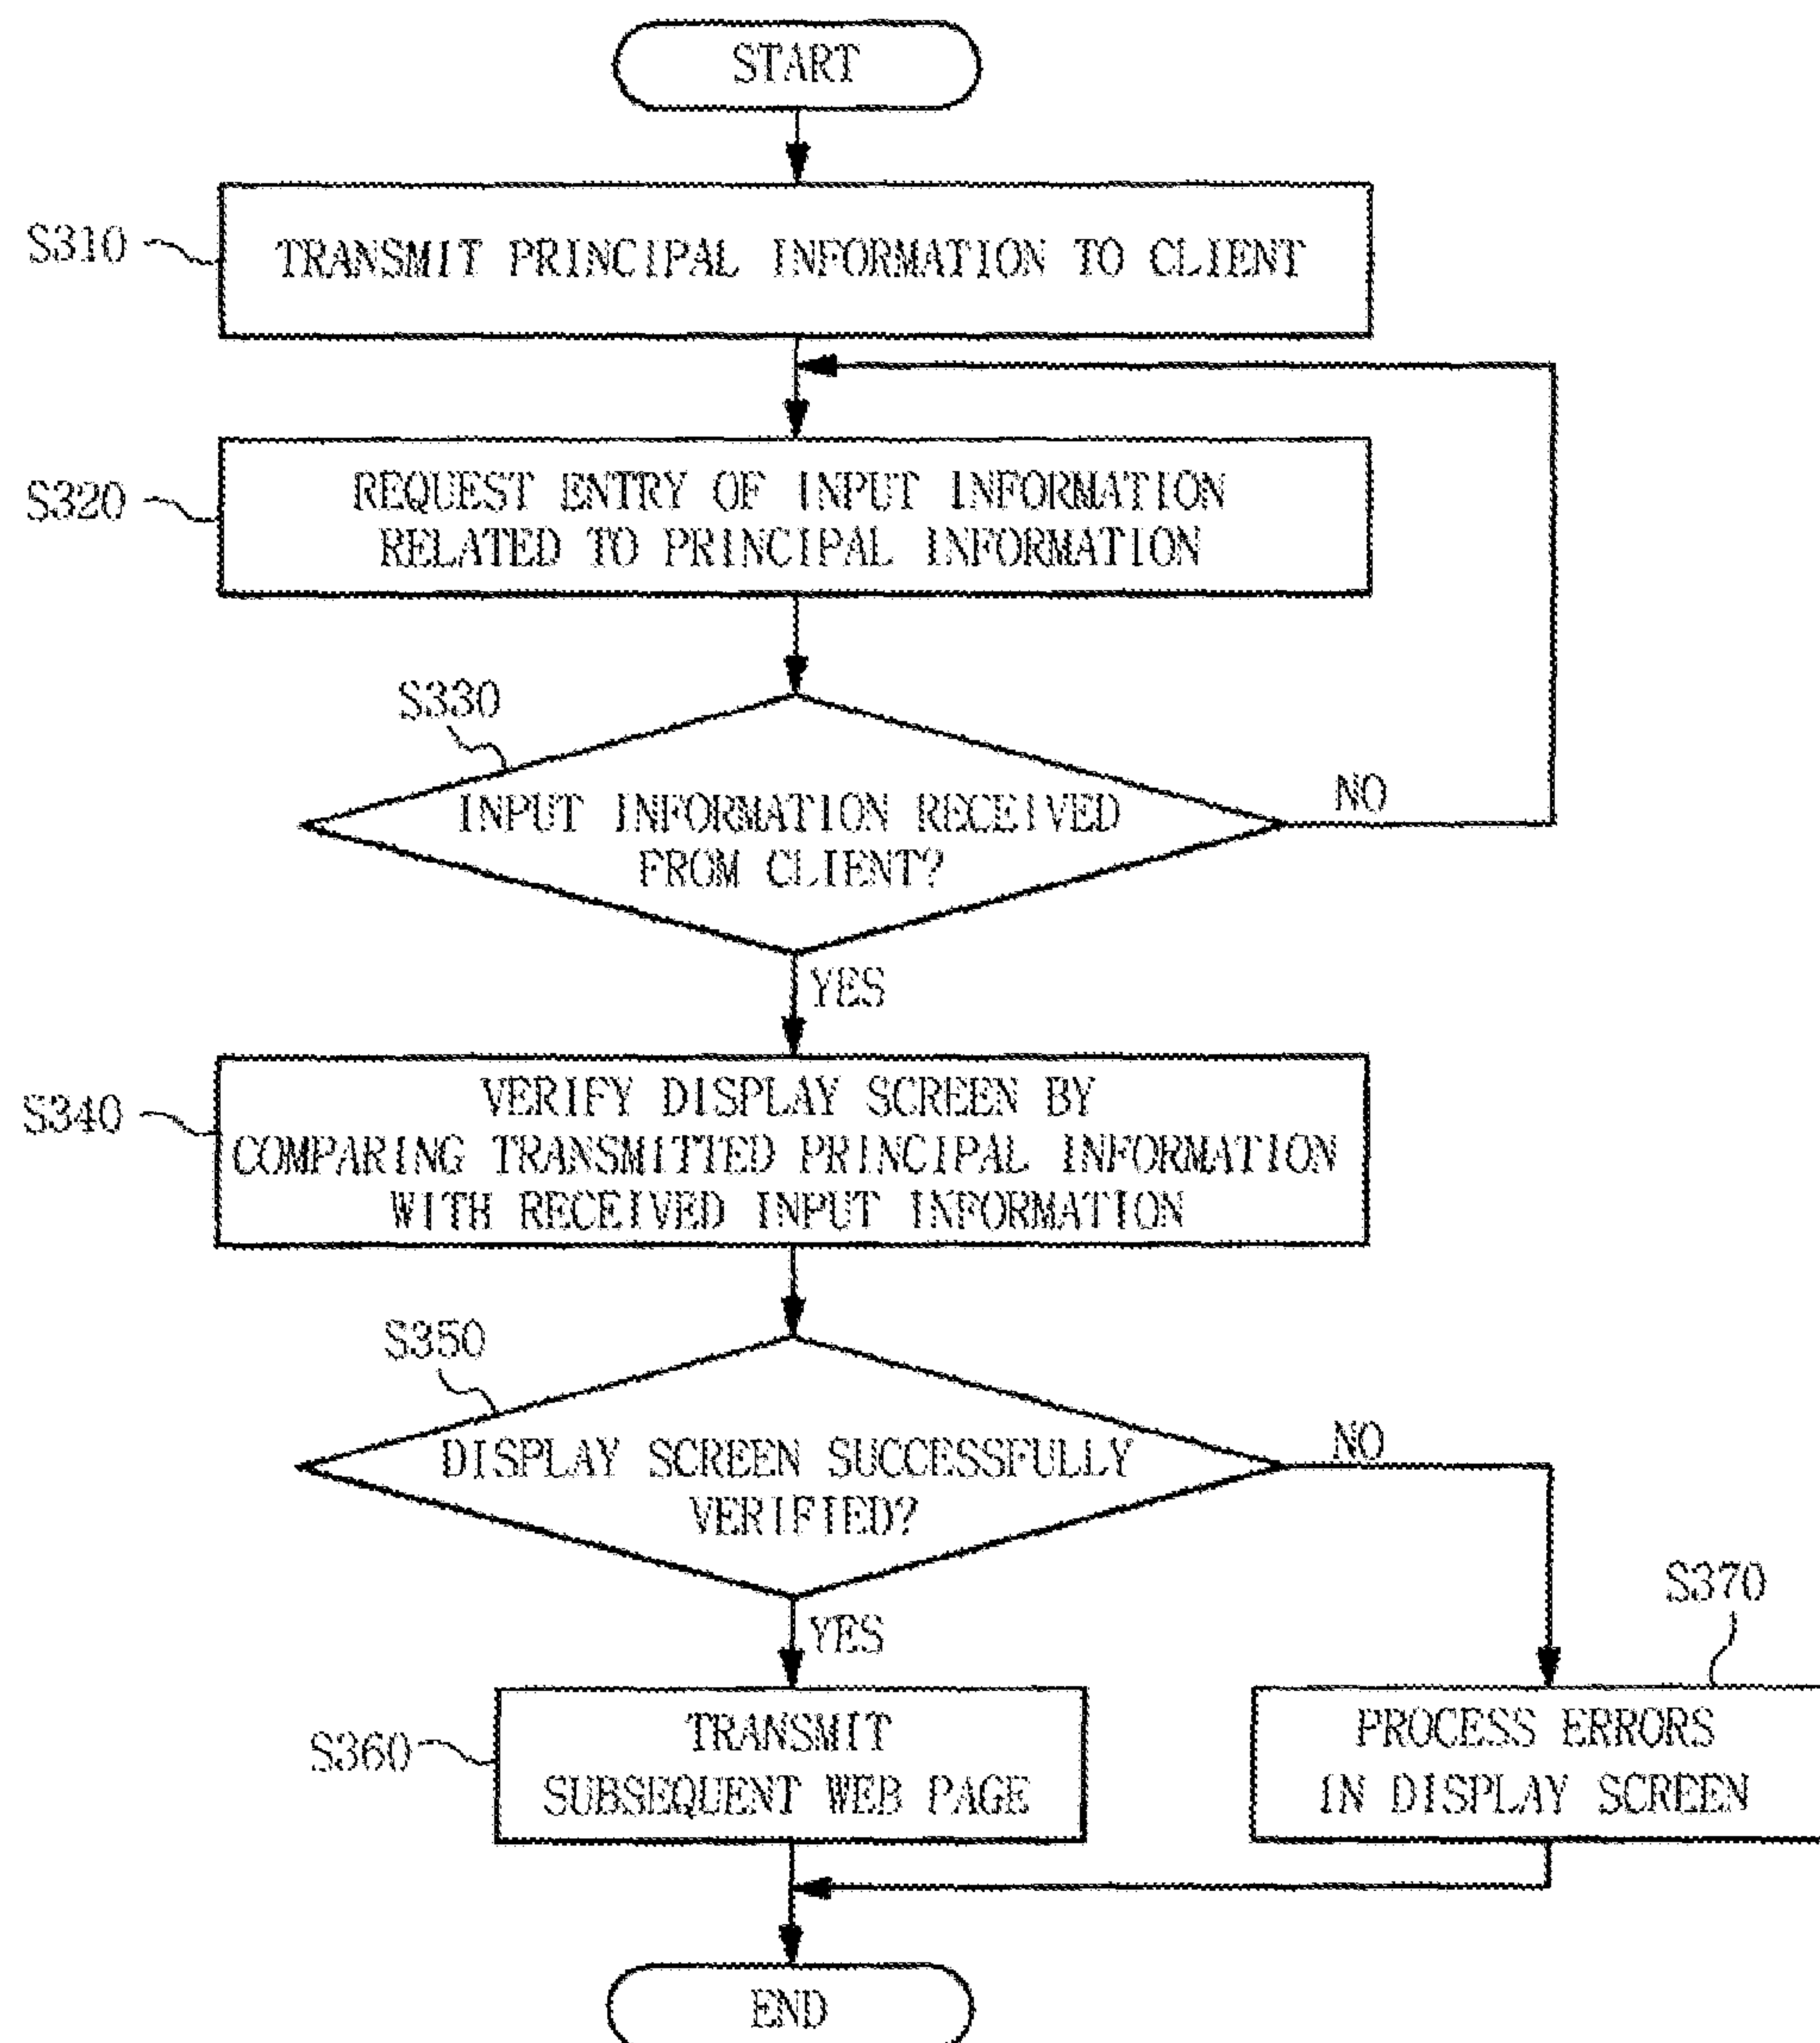 START
S310
TRANSMIT PRINCIPAL INFORMATION TO CLIENT
S320
REQUEST ENTRY OF INPUT INFORMATION
RELATED TO PRINCIPAL INFORMATION
S330
INPUT INFORMATION RECEIVED
FROM CLIENT?
NO
YES
S340
VERIFY DISPLAY SCREEN BY
COMPARING TRANSMITTED PRINCIPAL INFORMATION
WITH RECEIVED INPUT INFORMATION
S350
DISPLAY SCREEN SUCCESSFULLY
VERIFIED?
NO
YES
S360
TRANSMIT
SUBSEQUENT WEB PAGE
S370
PROCESS ERRORS
IN DISPLAY SCREEN
END